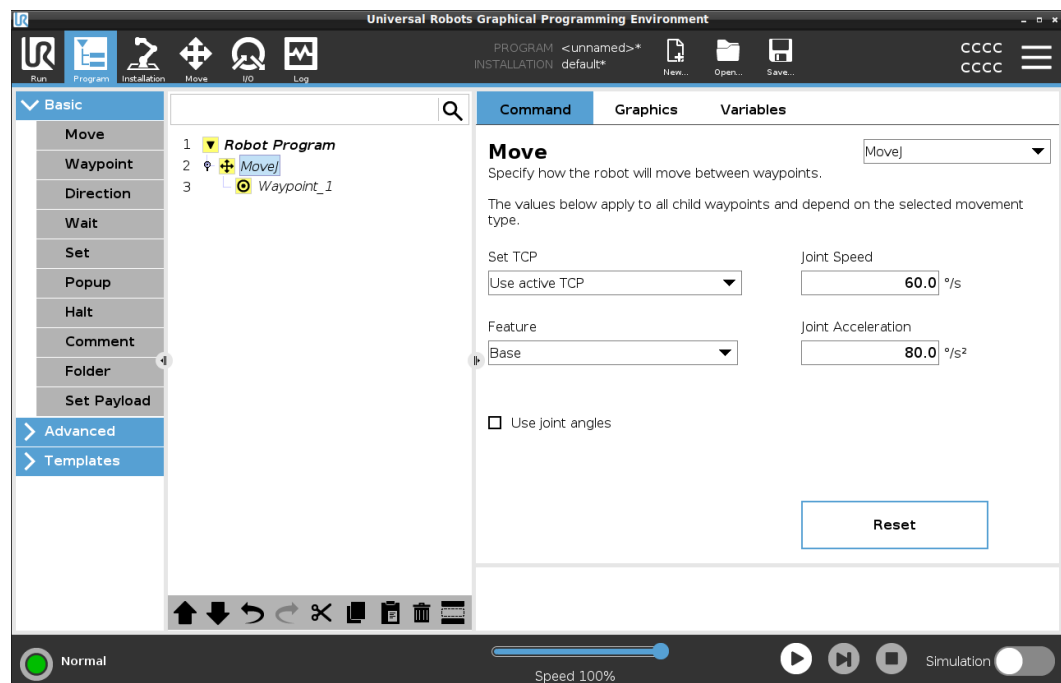 Universal Robots Graphical Programming Environment
UR
Run
Program
Installation
Move
I/O
Log
PROGRAM <unnamed>*
INSTALLATION default*
New...
Open...
Save...
CCCC
CCCC
Basic
Move
Waypoint
Direction
Wait
Set
Popup
Halt
Comment
Folder
Set Payload
Advanced
Templates
1 Robot Program
2 MoveJ
3 Waypoint_1
Command Graphics Variables
Move
MoveJ
Specify how the robot will move between waypoints.
The values below apply to all child waypoints and depend on the selected movement
type.
Set TCP
Use active TCP
Joint Speed
60.0 °/s
Feature
Base
Joint Acceleration
80.0 °/s²
Use joint angles
Reset
Normal
Speed 100%
Simulation